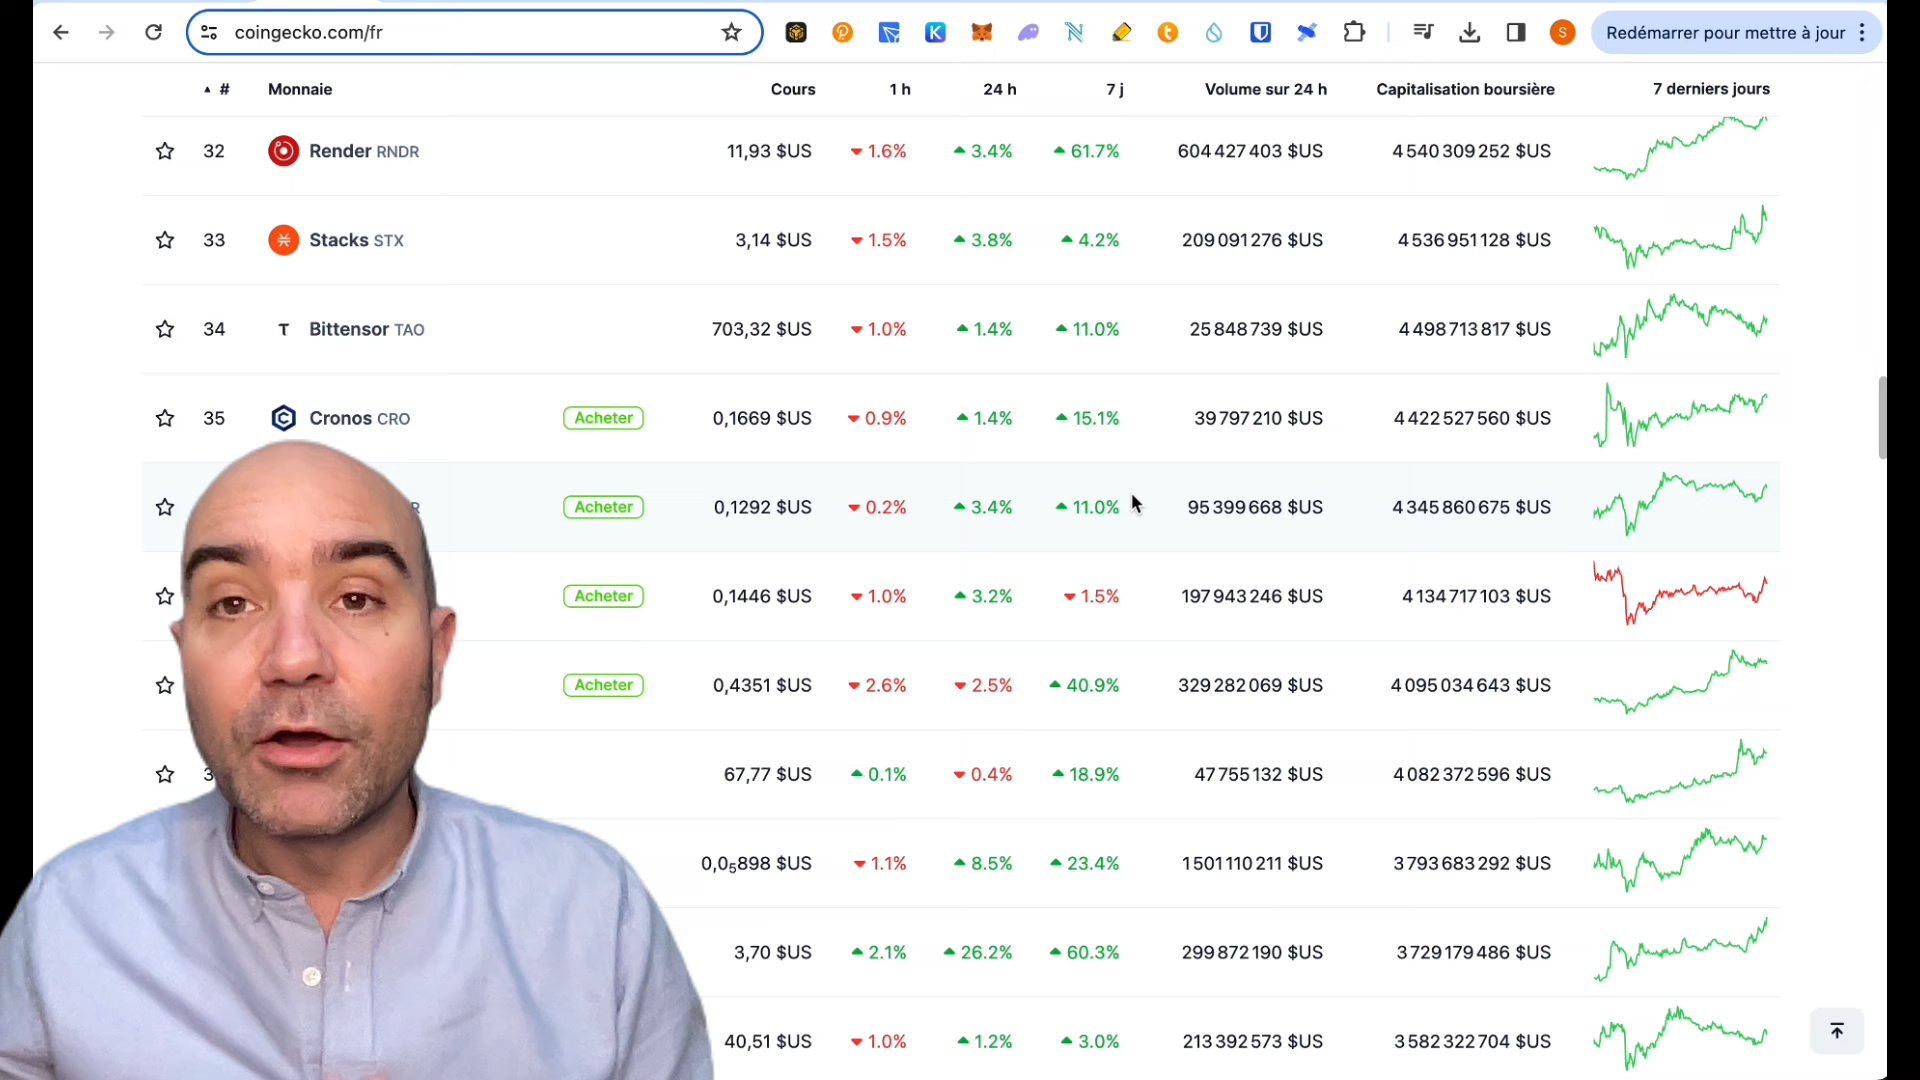 coingecko.com/fr
S
Redémarrer pour mettre à jour
# Monnaie Cours 1 h 24 h 7 j Volume sur 24 h Capitalisation boursière 7 derniers jours
32 Render RNDR 11,93 $US 1.6% 3.4% 61.7% 604 427 403 $US 4 540 309 252 $US
33 Stacks STX 3,14 $US 1.5% 3.8% 4.2% 209 091 276 $US 4 536 951 128 $US
34 Bittensor TAO 703,32 $US 1.0% 1.4% 11.0% 25 848 739 $US 4 498 713 817 $US
35 Cronos CRO Acheter 0,1669 $US 0.9% 1.4% 15.1% 39 797 210 $US 4 422 527 560 $US
Acheter 0,1292 $US 0.2% 3.4% 11.0% 95 399 668 $US 4 345 860 675 $US
Acheter 0,1446 $US 1.0% 3.2% 1.5% 197 943 246 $US 4 134 717 103 $US
Acheter 0,4351 $US 2.6% 2.5% 40.9% 329 282 069 $US 4 095 034 643 $US
67,77 $US 0.1% 0.4% 18.9% 47 755 132 $US 4 082 372 596 $US
0,0₅898 $US 1.1% 8.5% 23.4% 1 501 110 211 $US 3 793 683 292 $US
3,70 $US 2.1% 26.2% 60.3% 299 872 190 $US 3 729 179 486 $US
40,51 $US 1.0% 1.2% 3.0% 213 392 573 $US 3 582 322 704 $US